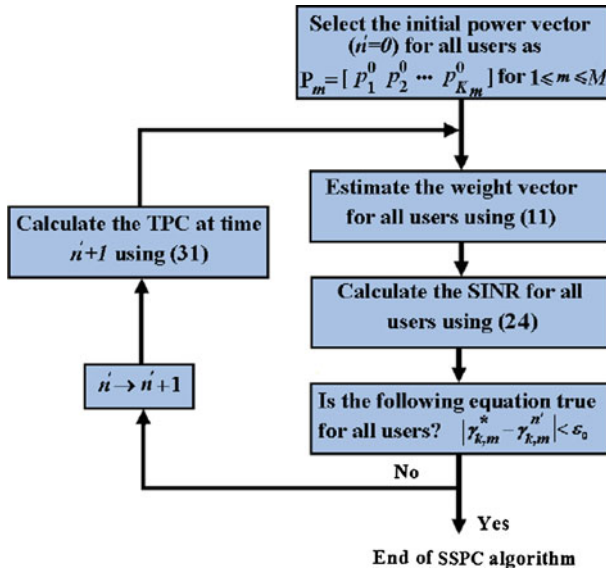 Select the initial power vector
(n'=0) for all users as
P_m=[ p_1^0 p_2^0 ... p_{K_m}^0 ] for 1≤m≤M
Estimate the weight vector
for all users using (11)
Calculate the TPC at time
n'+1 using (31)
Calculate the SINR for all
users using (24)
n' → n'+1
Is the following equation true
for all users? |γ*_{k,m} − γ^{n'}_{k,m}| < ε_0
No
Yes
End of SSPC algorithm